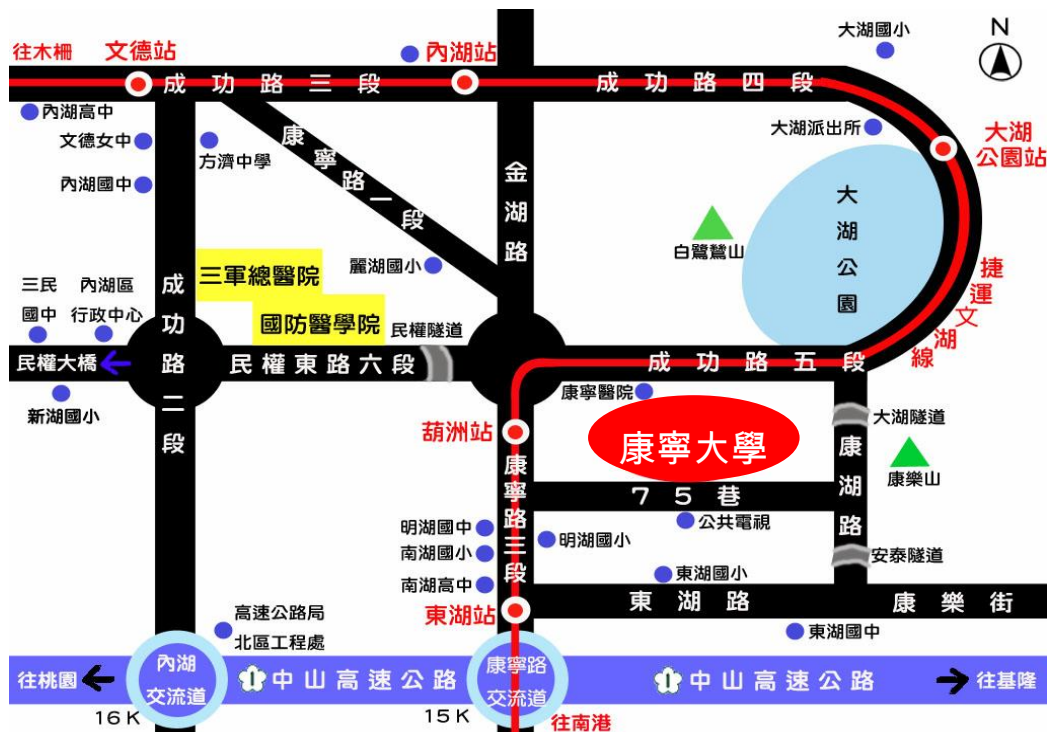 往木柵
文德站
內湖站
大湖國小
N
成功路三段
成功路四段
內湖高中
文德女中
內湖國中
方濟中學
康寧路一段
金湖路
大湖派出所
大湖
公園站
大湖公園
白鷺鷥山
三軍總醫院
國防醫學院
麗湖國小
三民
國中
內湖區
行政中心
成功路二段
民權隧道
民權大橋
民權東路六段
成功路五段
捷運文湖線
新湖國小
康寧醫院
康寧大學
葫洲站
大湖隧道
康湖路
康樂山
75巷
公共電視
康寧路三段
明湖國中
明湖國小
南湖國小
南湖高中
東湖國小
安泰隧道
東湖站
東湖路
康樂街
高速公路局
北區工程處
東湖國中
往桃園
內湖
交流道
1
中山高速公路
康寧路
交流道
1
中山高速公路
往基隆
16K
15K
往南港